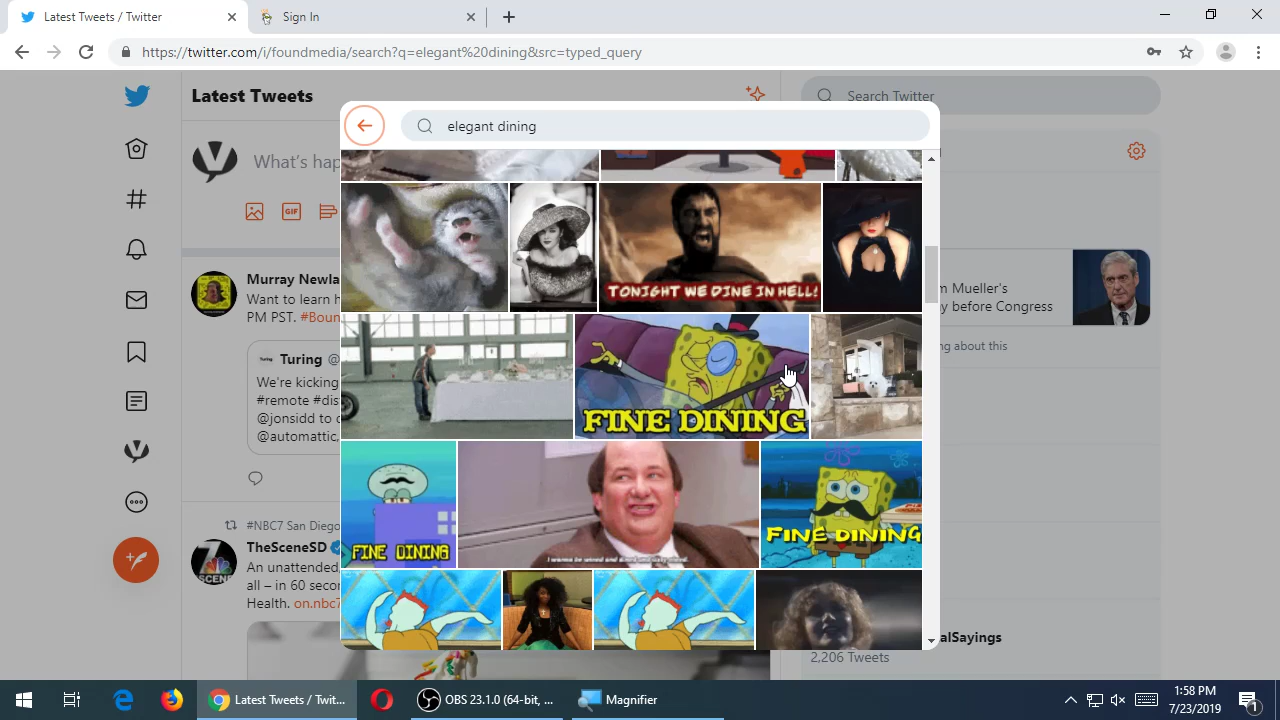 Latest Tweets / Twitter
Sign In
https://twitter.com/i/foundmedia/search?q=elegant%20dining&src=typed_query
Latest Tweets
Search Twitter
elegant dining
What's hap
TONIGHT WE DINE IN HELL!
Murray Newla
Want to learn h
PM PST. #Boun
m Mueller's
y before Congress
ng about this
Turing @
We're kicking
#remote #dis
@jonsidd to
@automattic,
FINE DINING
FINE DINING
FINE DINING
#NBC7 San Diego
TheSceneSD
An unattended
all – in 60 secon
Health. on.nbc7
alSayings
2,206 Tweets
Latest Tweets / Twit...
OBS 23.1.0 (64-bit, ...
Magnifier
1:58 PM
7/23/2019
1